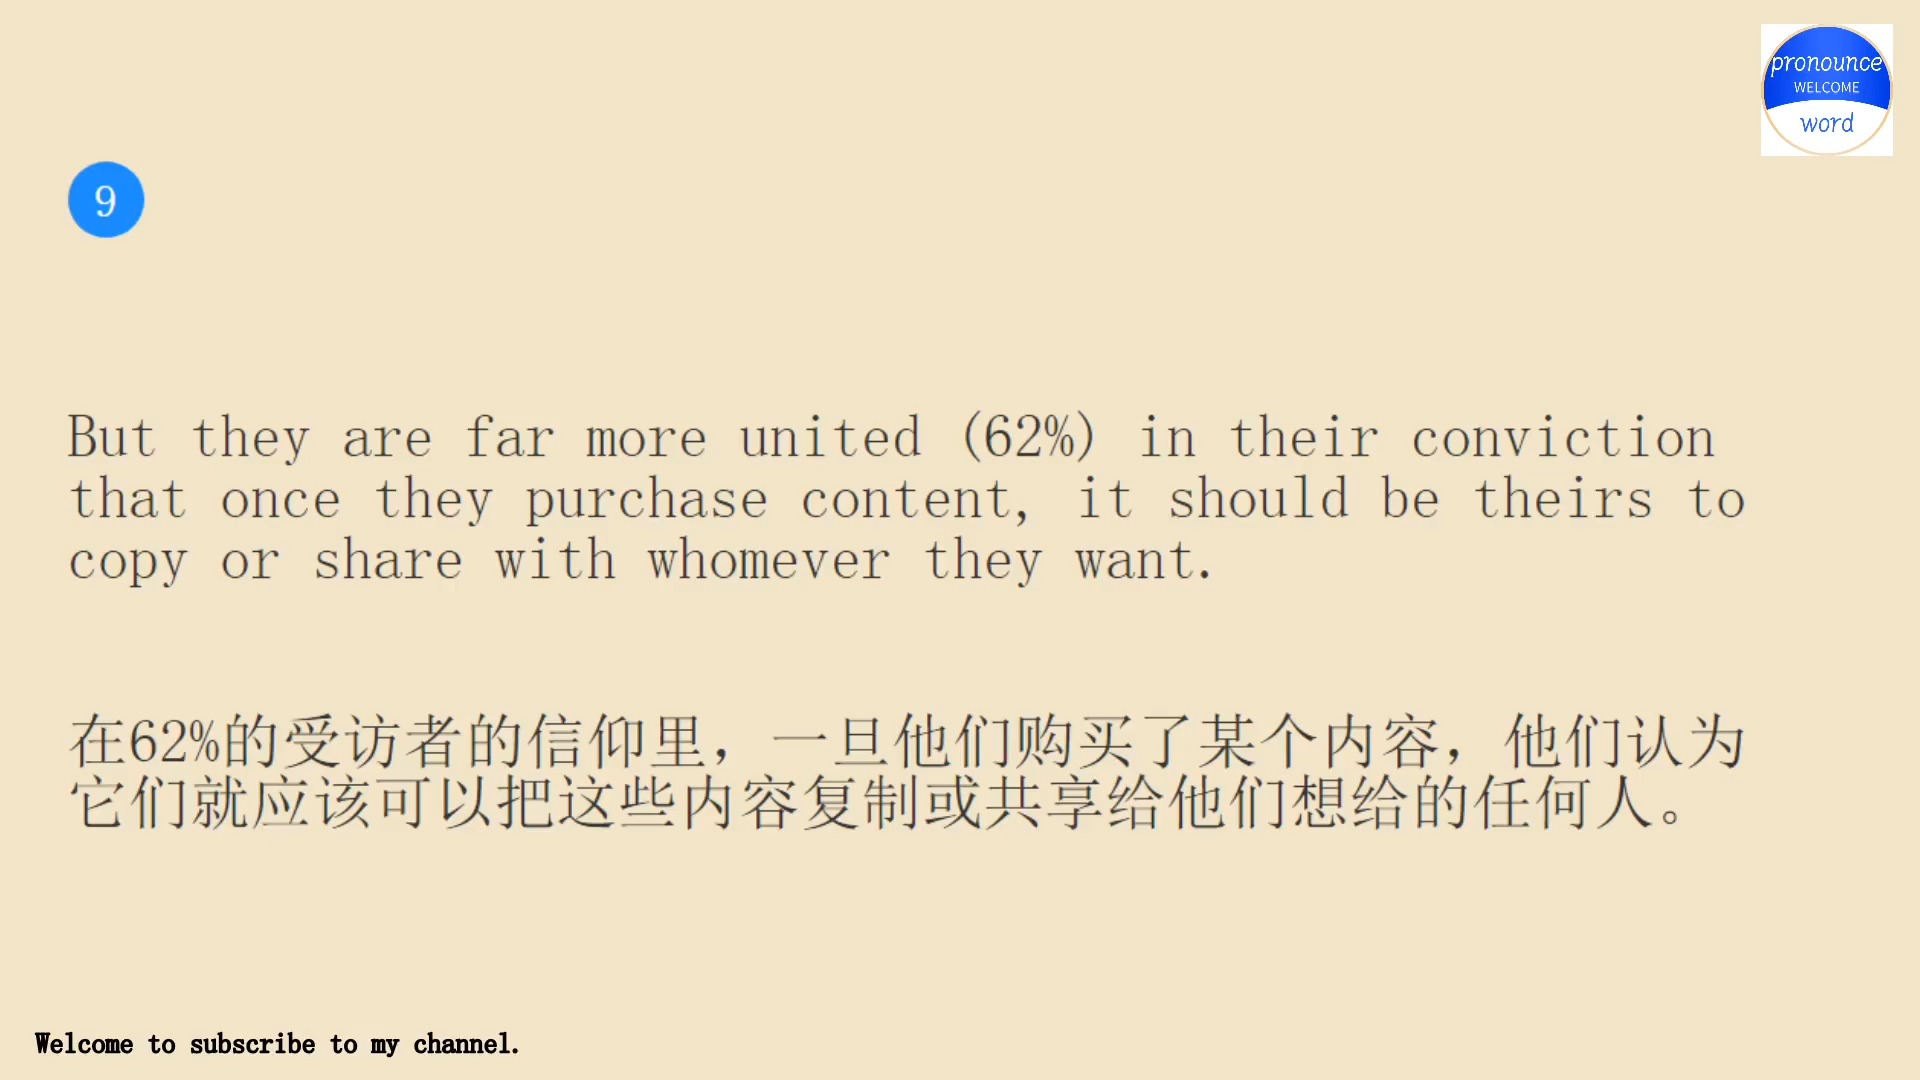 pronounce
WELCOME
word
9
But they are far more united (62%) in their conviction
that once they purchase content, it should be theirs to
copy or share with whomever they want.
在62%的受访者的信仰里，一旦他们购买了某个内容，他们认为
它们就应该可以把这些内容复制或共享给他们想给的任何人。
Welcome to subscribe to my channel.